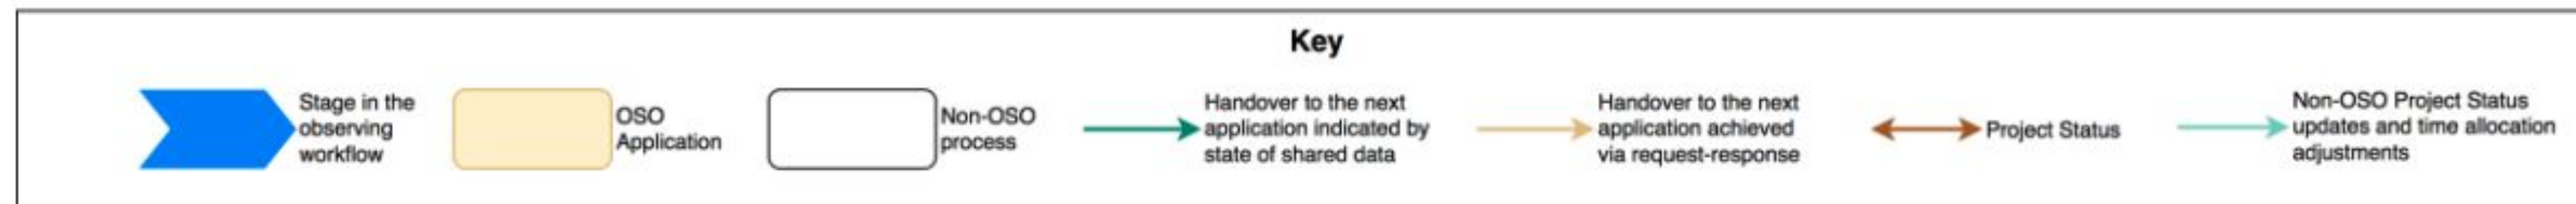 Key
Stage in the
observing
workflow
OSO
Application
Non-OSO
process
Handover to the next
application indicated by
state of shared data
Handover to the next
application achieved
via request-response
Project Status
Non-OSO Project Status
updates and time allocation
adjustments